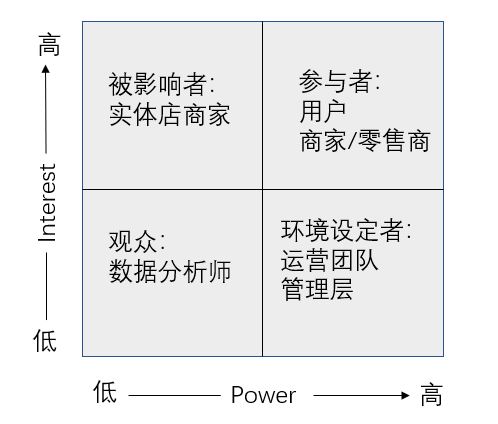 高
被影响者：
实体店商家
参与者：
用户
商家/零售商
Interest
观众：
数据分析师
环境设定者：
运营团队
管理层
低
低
Power
高